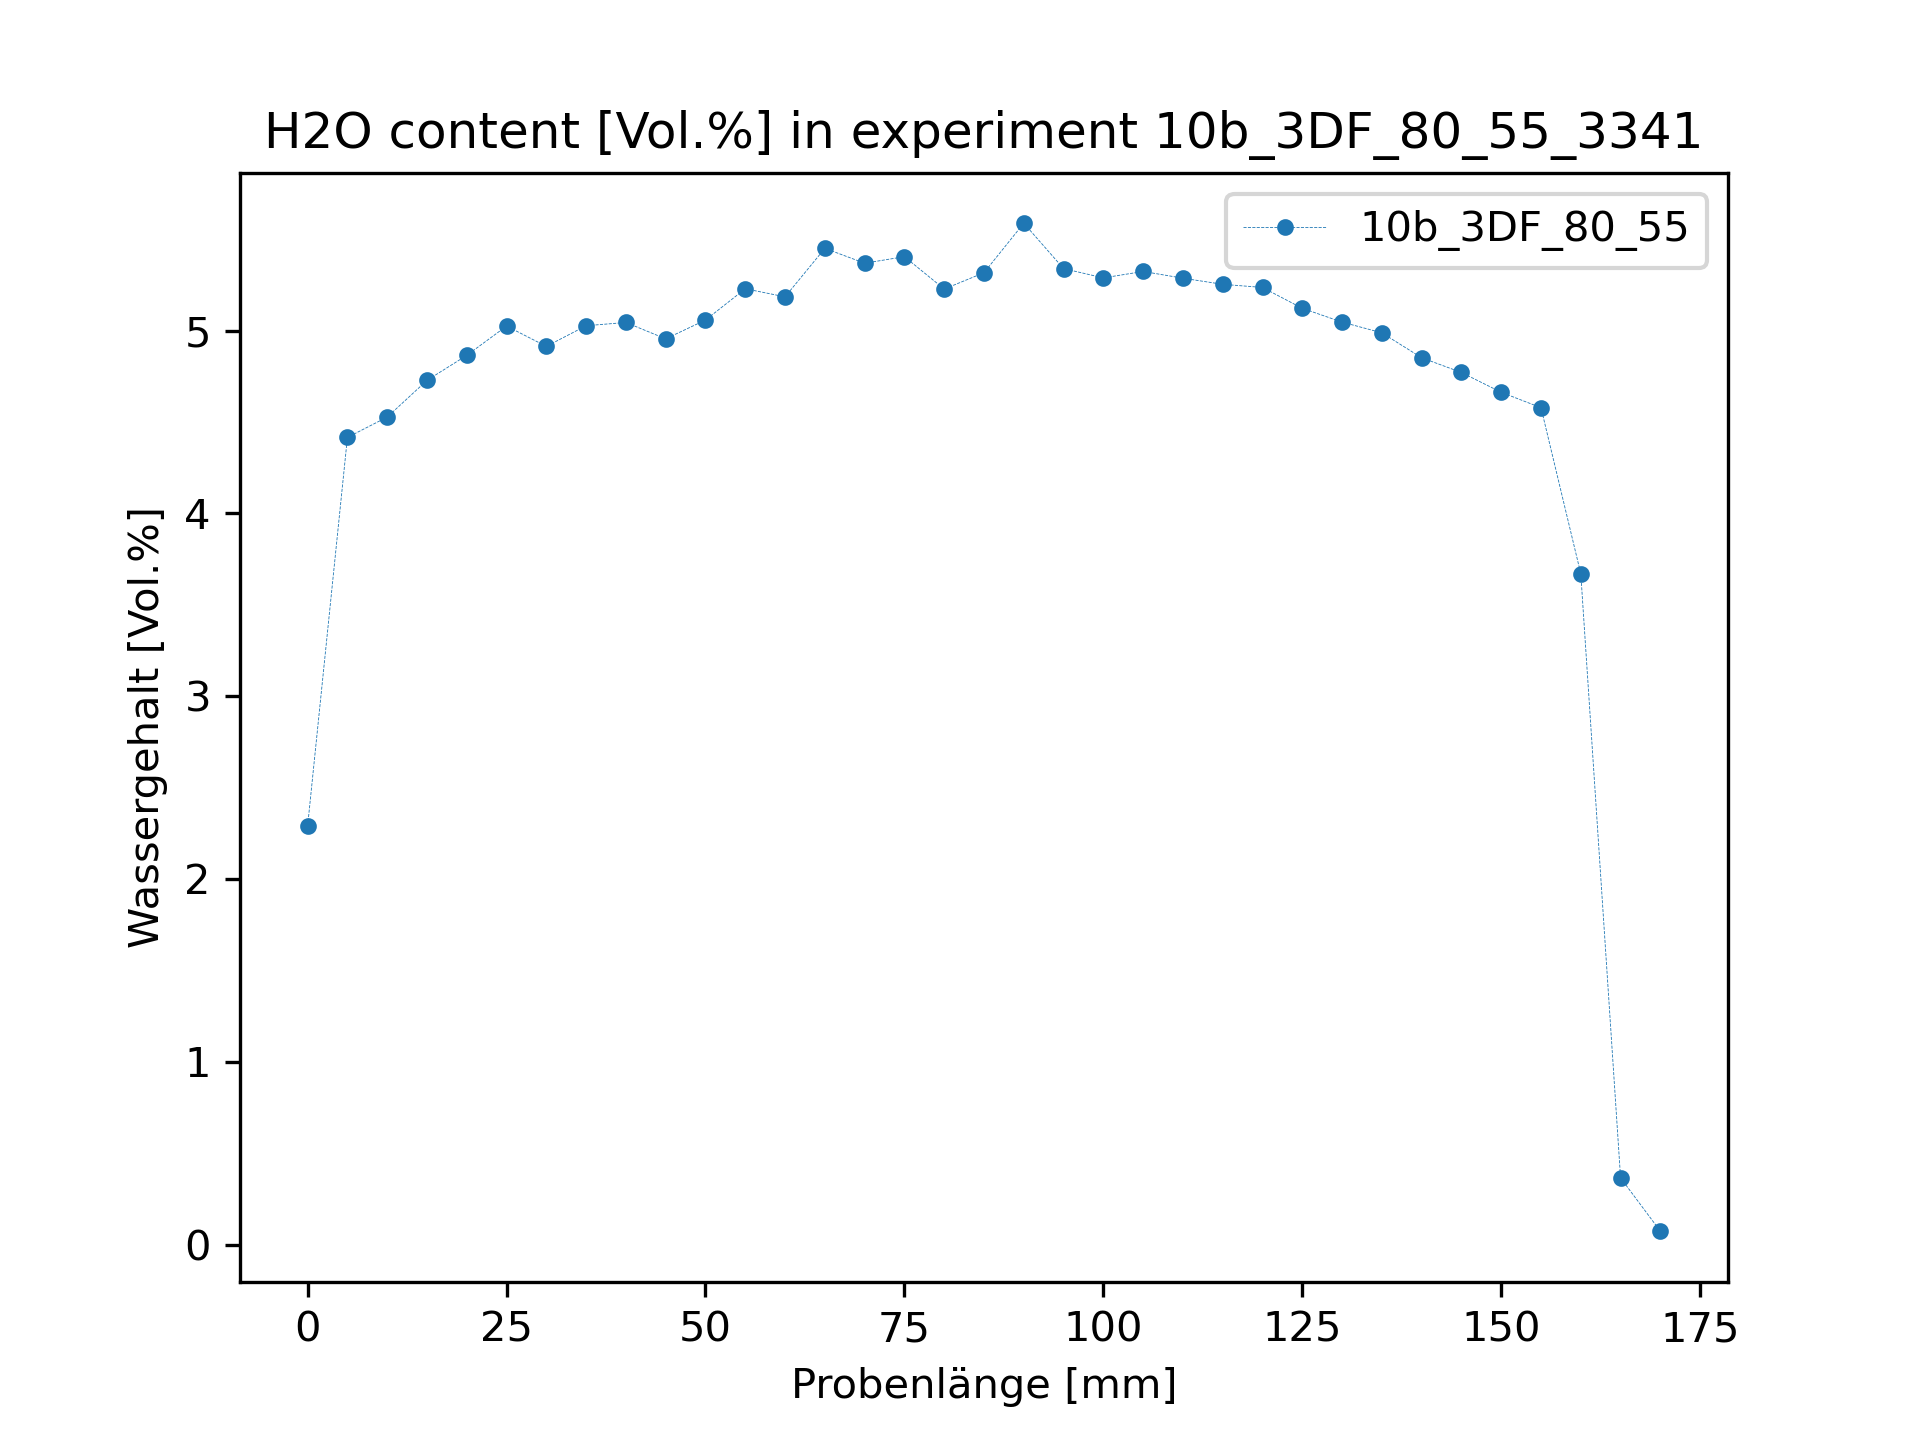 H2O content [Vol.%] in experiment 10b_3DF_80_55_3341
10b_3DF_80_55
Wassergehalt [Vol.%]
5
4
3
2
1
0
0 25 50 75 100 125 150 175
Probenlänge [mm]